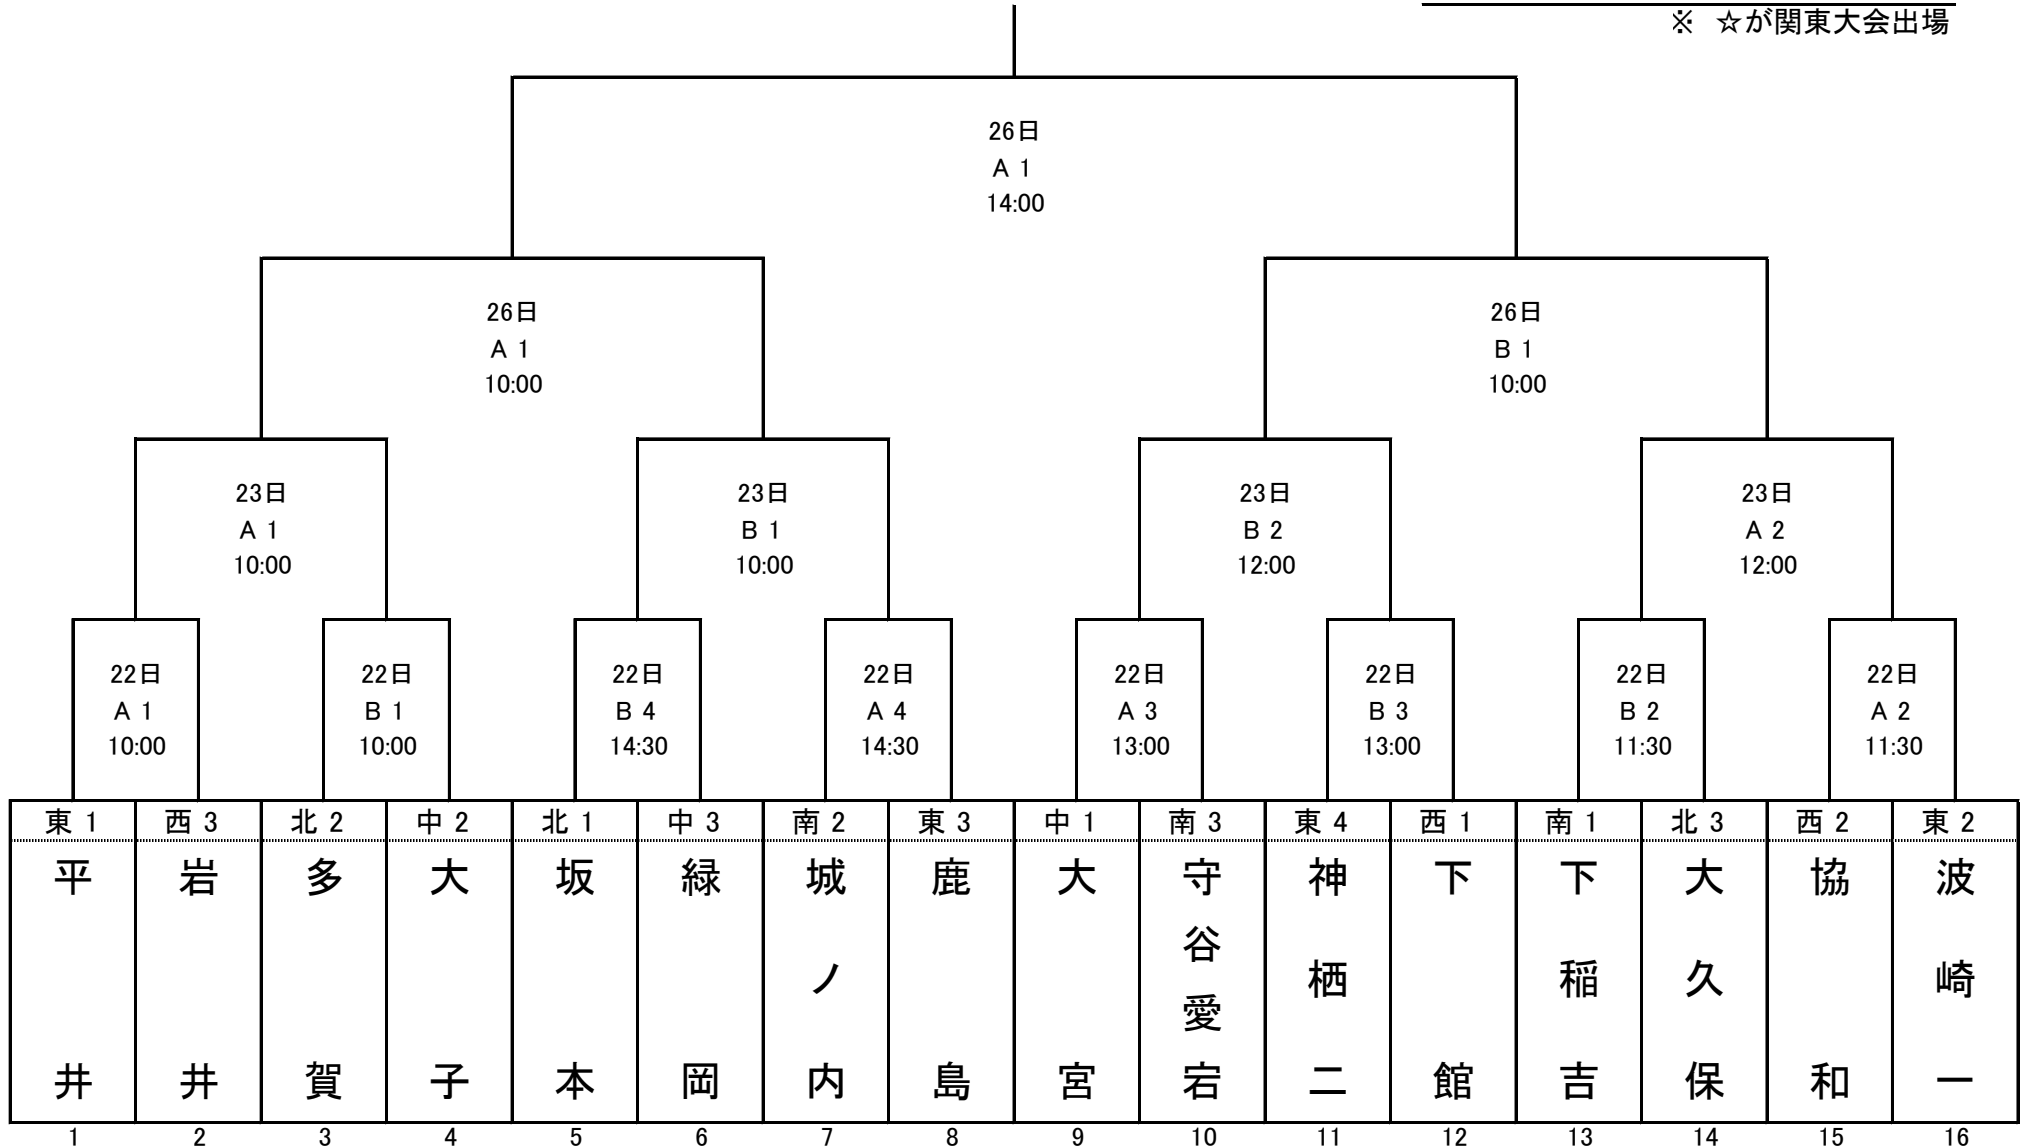 ※ ☆が関東大会出場
26日
A 1
14:00
26日
A 1
10:00
26日
B 1
10:00
23日
A 1
10:00
23日
B 1
10:00
23日
B 2
12:00
23日
A 2
12:00
22日
A 1
10:00
22日
B 1
10:00
22日
B 4
14:30
22日
A 4
14:30
22日
A 3
13:00
22日
B 3
13:00
22日
B 2
11:30
22日
A 2
11:30
東 1
西 3
北 2
中 2
北 1
中 3
南 2
東 3
中 1
南 3
東 4
西 1
南 1
北 3
西 2
東 2
平井
岩井
多賀
大子
坂本
緑岡
城ノ内
鹿島
大宮
守谷愛宕
神栖二
下館
下稲吉
大久保
協和
波崎一
1
2
3
4
5
6
7
8
9
10
11
12
13
14
15
16